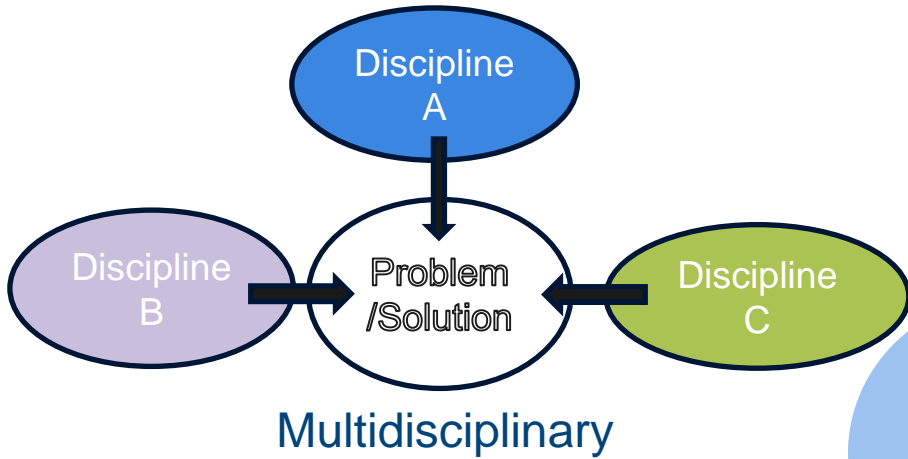 Discipline
A
Discipline
B
Problem
/Solution
Discipline
C
Multidisciplinary